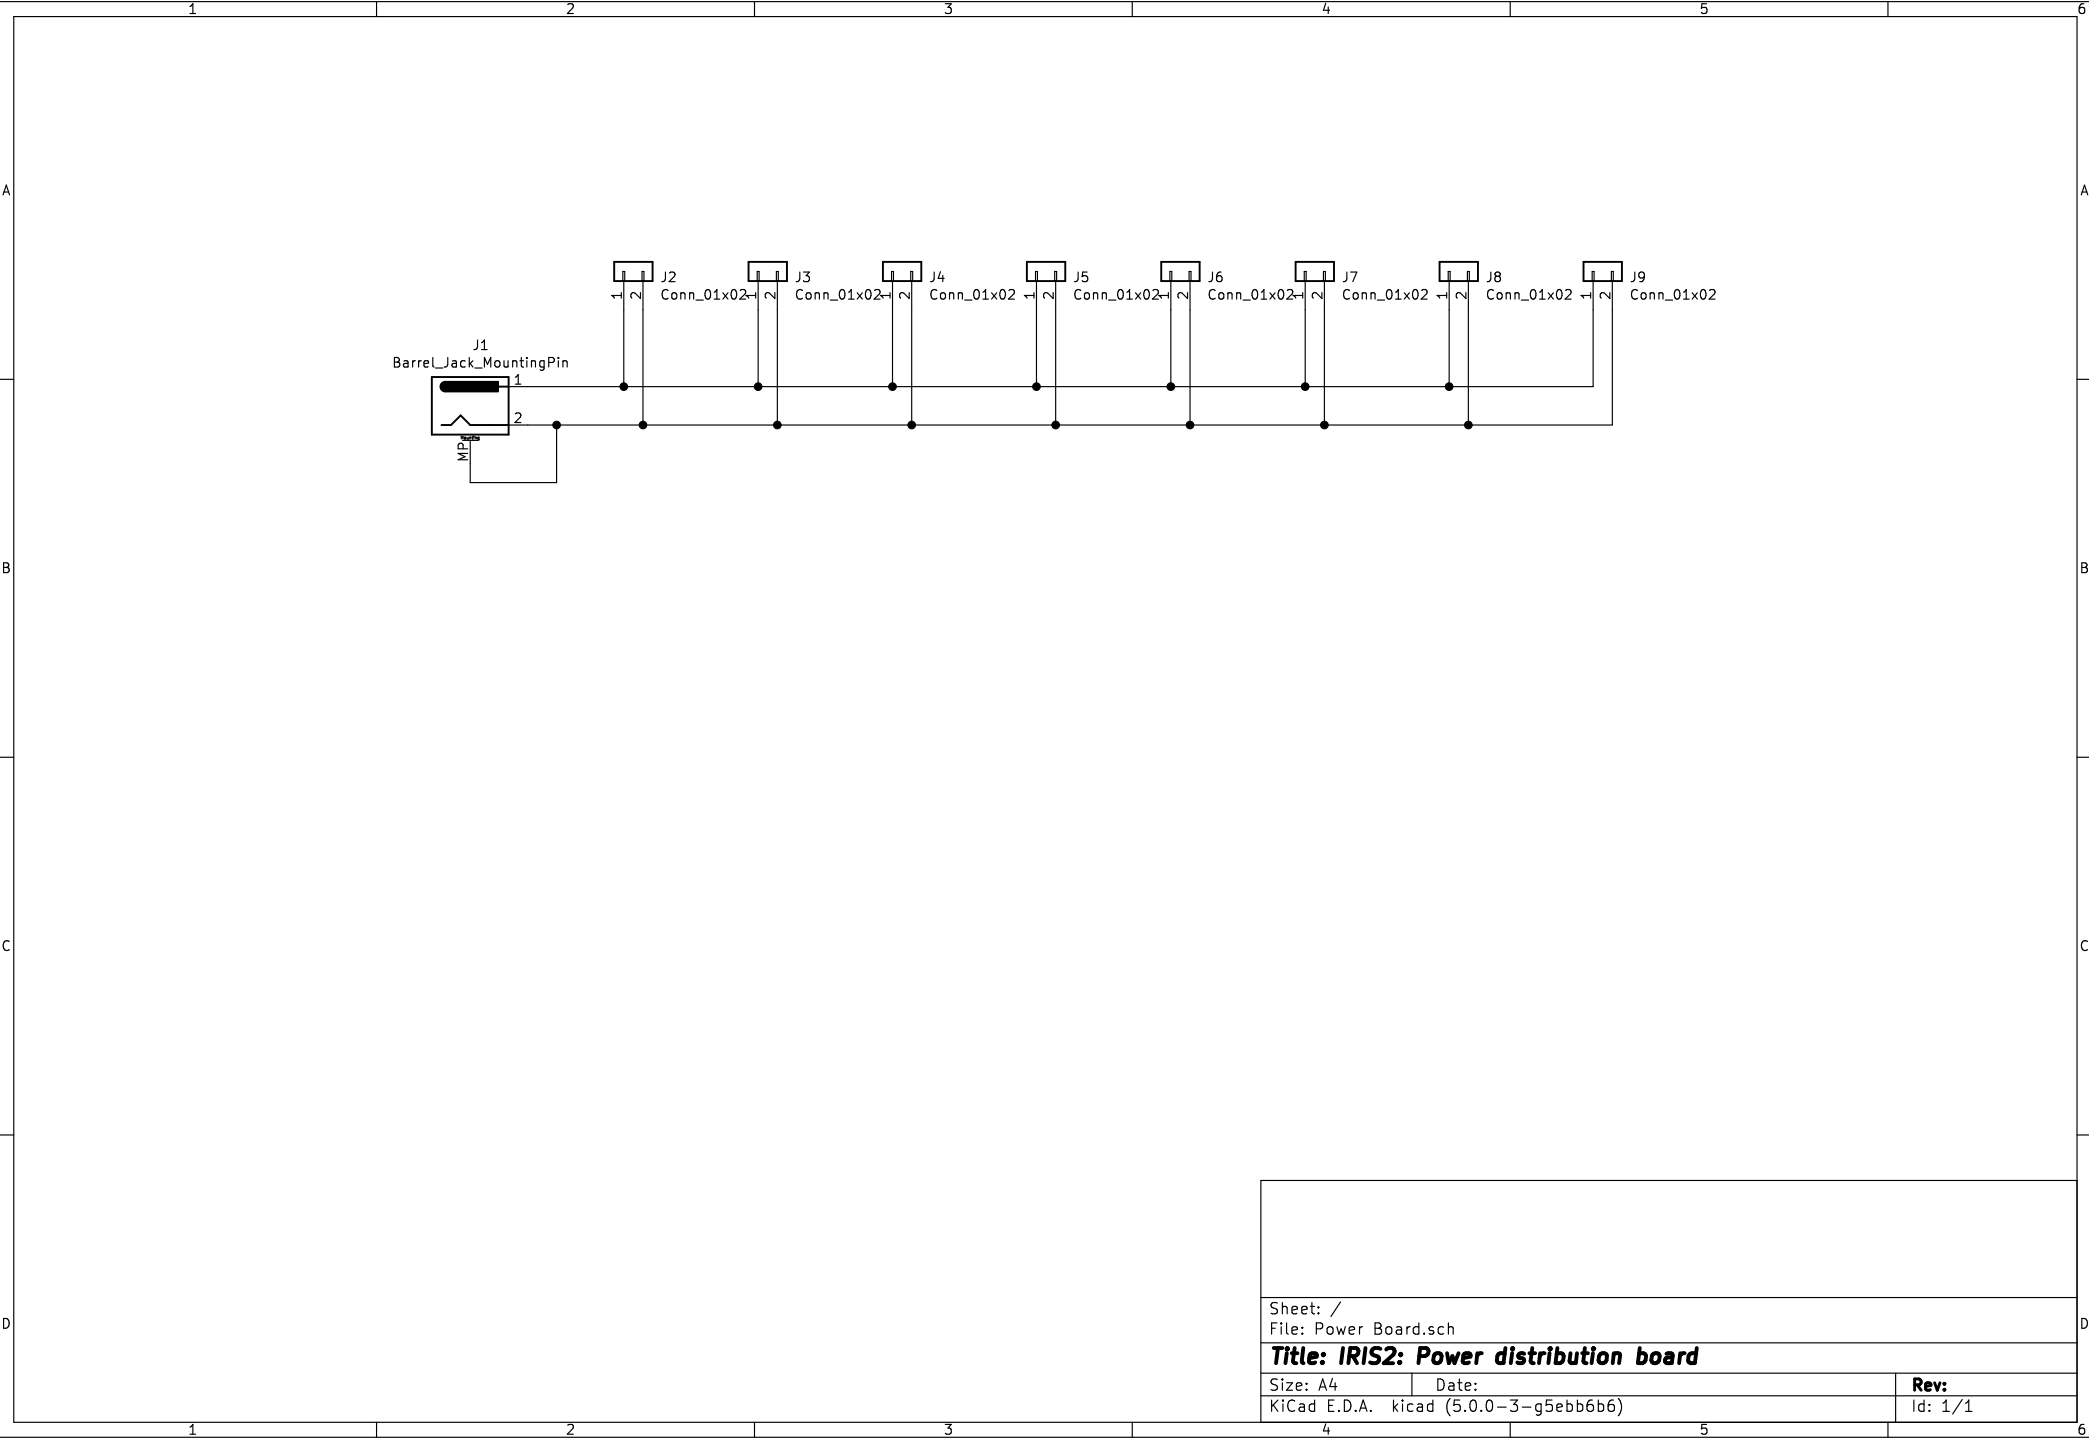 1 2 3 4 5 6
A A
J2 J3 J4 J5 J6 J7 J8 J9
1 2 Conn_01x02 1 2 Conn_01x02 1 2 Conn_01x02 1 2 Conn_01x02 1 2 Conn_01x02 1 2 Conn_01x02 1 2 Conn_01x02 1 2 Conn_01x02
J1
Barrel_Jack_MountingPin
1
2
MP
B B
C C
Sheet: /
D File: Power Board.sch D
Title: IRIS2: Power distribution board
Size: A4 Date: Rev:
KiCad E.D.A. kicad (5.0.0-3-g5ebb6b6) Id: 1/1
1 2 3 4 5 6